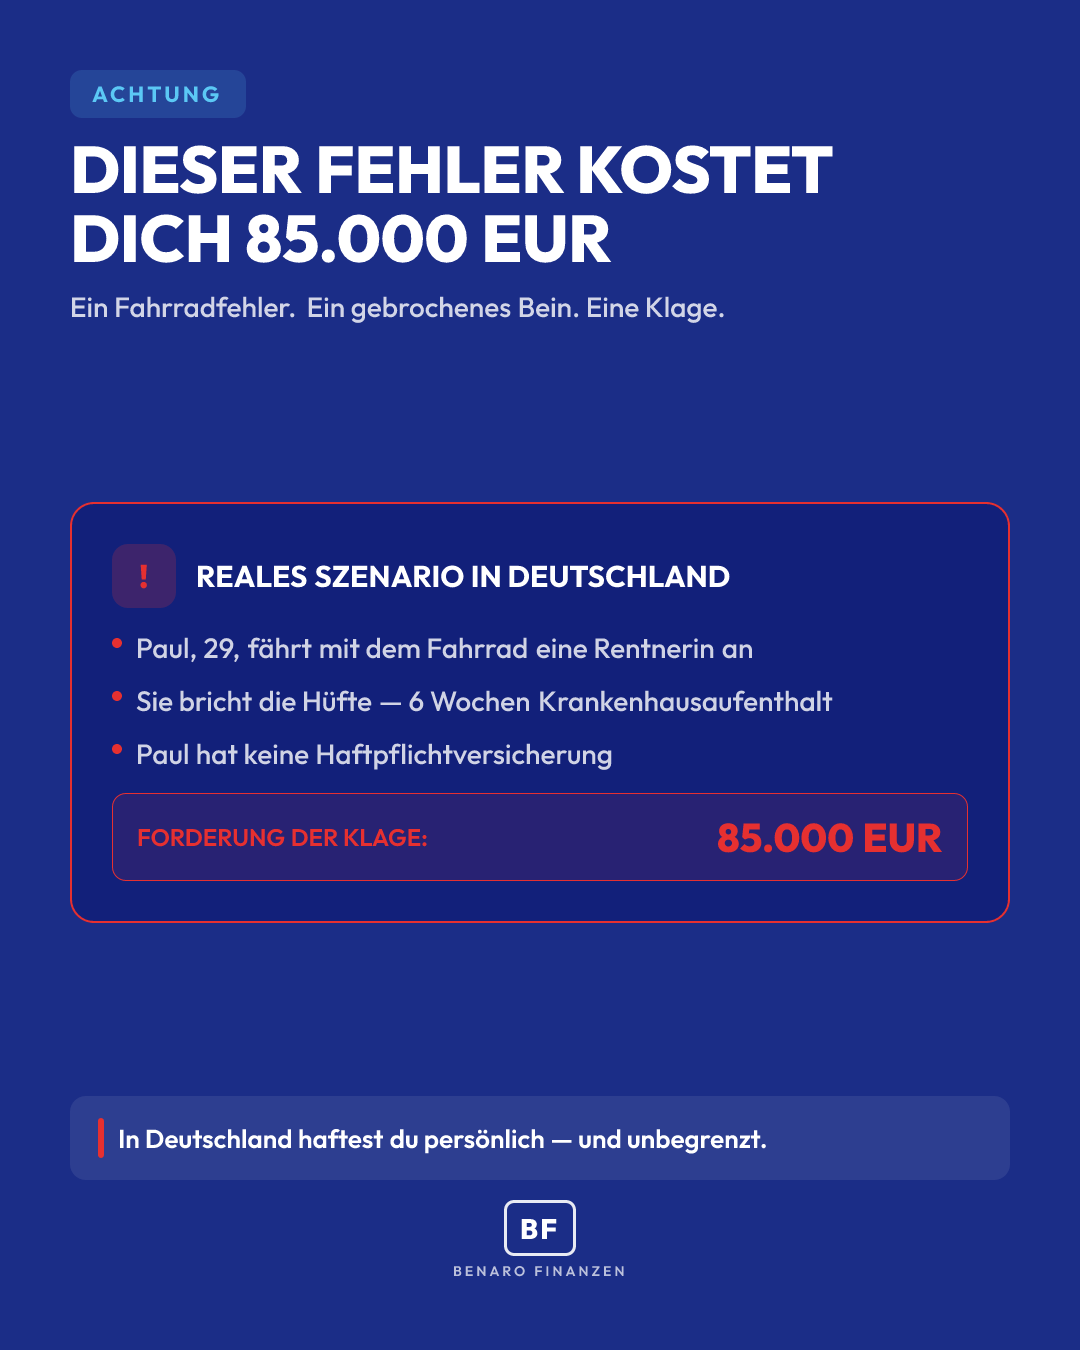 ACHTUNG
DIESER FEHLER KOSTET
DICH 85.000 EUR
Ein Fahrradfehler. Ein gebrochenes Bein. Eine Klage.
! REALES SZENARIO IN DEUTSCHLAND
• Paul, 29, fährt mit dem Fahrrad eine Rentnerin an
• Sie bricht die Hüfte — 6 Wochen Krankenhausaufenthalt
• Paul hat keine Haftpflichtversicherung
FORDERUNG DER KLAGE: 85.000 EUR
In Deutschland haftest du persönlich — und unbegrenzt.
BF
BENARO FINANZEN